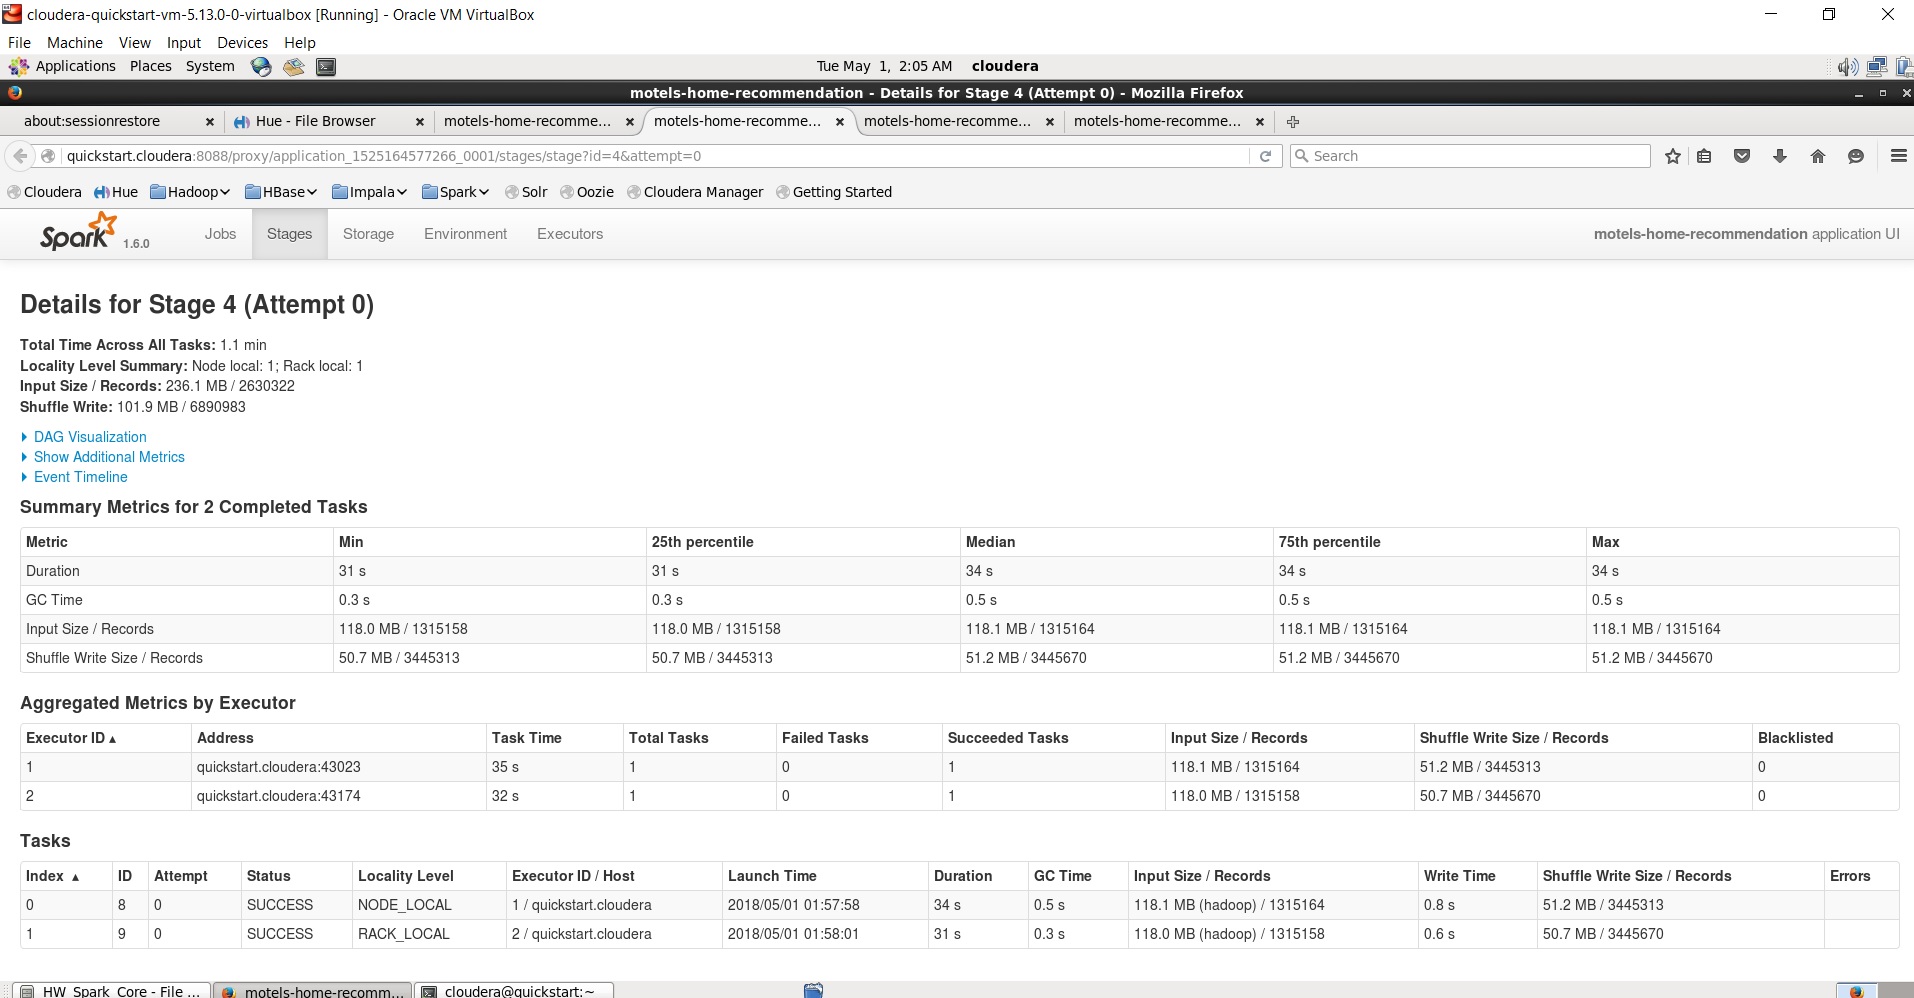 cloudera-quickstart-vm-5.13.0-0-virtualbox [Running] - Oracle VM VirtualBox
File Machine View Input Devices Help
Applications Places System Tue May 1, 2:05 AM cloudera
motels-home-recommendation - Details for Stage 4 (Attempt 0) - Mozilla Firefox
about:sessionrestore Hue - File Browser motels-home-recomme... motels-home-recomme... motels-home-recomme... motels-home-recomme...
quickstart.cloudera:8088/proxy/application_1525164577266_0001/stages/stage?id=4&attempt=0 Search
Cloudera Hue Hadoop HBase Impala Spark Solr Oozie Cloudera Manager Getting Started
Spark 1.6.0 Jobs Stages Storage Environment Executors motels-home-recommendation application UI
Details for Stage 4 (Attempt 0)
Total Time Across All Tasks: 1.1 min
Locality Level Summary: Node local: 1; Rack local: 1
Input Size / Records: 236.1 MB / 2630322
Shuffle Write: 101.9 MB / 6890983
DAG Visualization
Show Additional Metrics
Event Timeline
Summary Metrics for 2 Completed Tasks
Metric Min 25th percentile Median 75th percentile Max
Duration 31 s 31 s 34 s 34 s 34 s
GC Time 0.3 s 0.3 s 0.5 s 0.5 s 0.5 s
Input Size / Records 118.0 MB / 1315158 118.0 MB / 1315158 118.1 MB / 1315164 118.1 MB / 1315164 118.1 MB / 1315164
Shuffle Write Size / Records 50.7 MB / 3445313 50.7 MB / 3445313 51.2 MB / 3445670 51.2 MB / 3445670 51.2 MB / 3445670
Aggregated Metrics by Executor
Executor ID ▴ Address Task Time Total Tasks Failed Tasks Succeeded Tasks Input Size / Records Shuffle Write Size / Records Blacklisted
1 quickstart.cloudera:43023 35 s 1 0 1 118.1 MB / 1315164 51.2 MB / 3445313 0
2 quickstart.cloudera:43174 32 s 1 0 1 118.0 MB / 1315158 50.7 MB / 3445670 0
Tasks
Index ▴ ID Attempt Status Locality Level Executor ID / Host Launch Time Duration GC Time Input Size / Records Write Time Shuffle Write Size / Records Errors
0 8 0 SUCCESS NODE_LOCAL 1 / quickstart.cloudera 2018/05/01 01:57:58 34 s 0.5 s 118.1 MB (hadoop) / 1315164 0.8 s 51.2 MB / 3445313
1 9 0 SUCCESS RACK_LOCAL 2 / quickstart.cloudera 2018/05/01 01:58:01 31 s 0.3 s 118.0 MB (hadoop) / 1315158 0.6 s 50.7 MB / 3445670
HW_Spark_Core - File ... motels-home-recomm... cloudera@quickstart:~